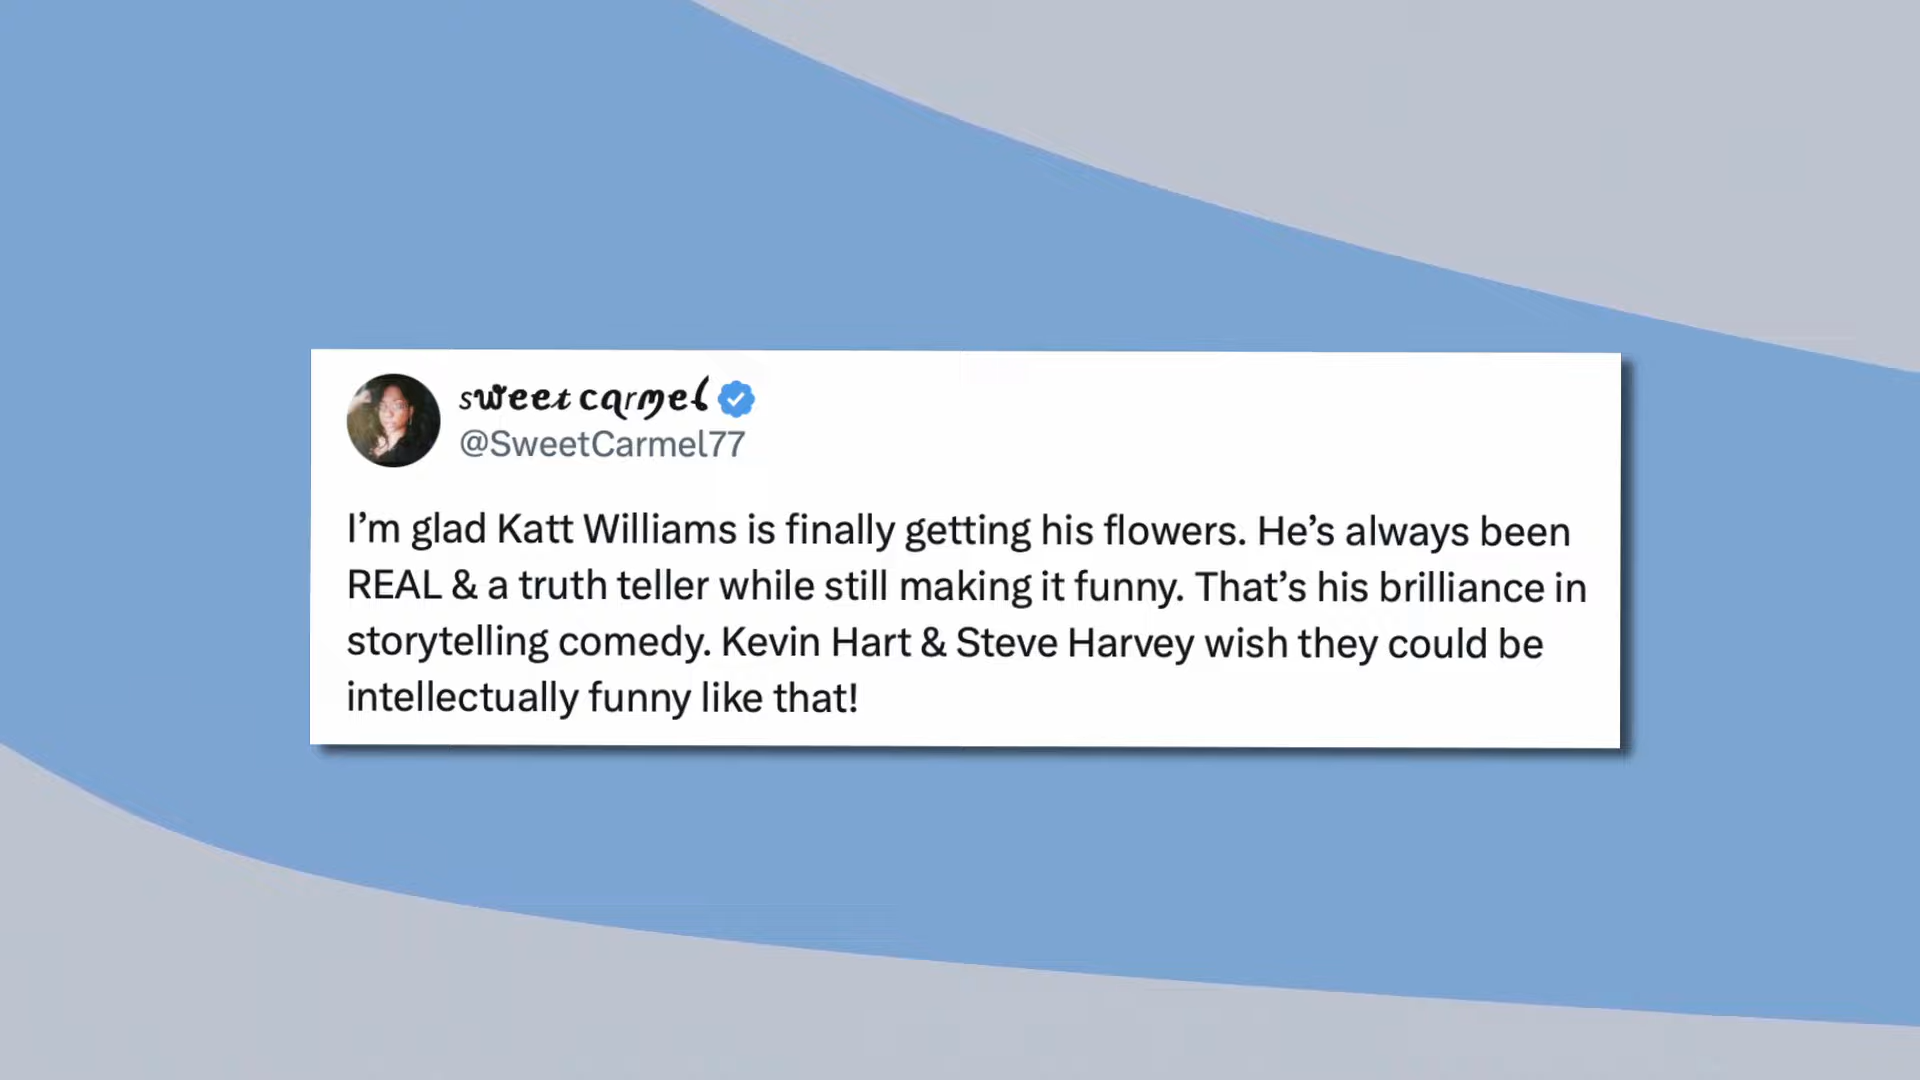 sweet carmel
@SweetCarmel77
I’m glad Katt Williams is finally getting his flowers. He’s always been
REAL & a truth teller while still making it funny. That’s his brilliance in
storytelling comedy. Kevin Hart & Steve Harvey wish they could be
intellectually funny like that!